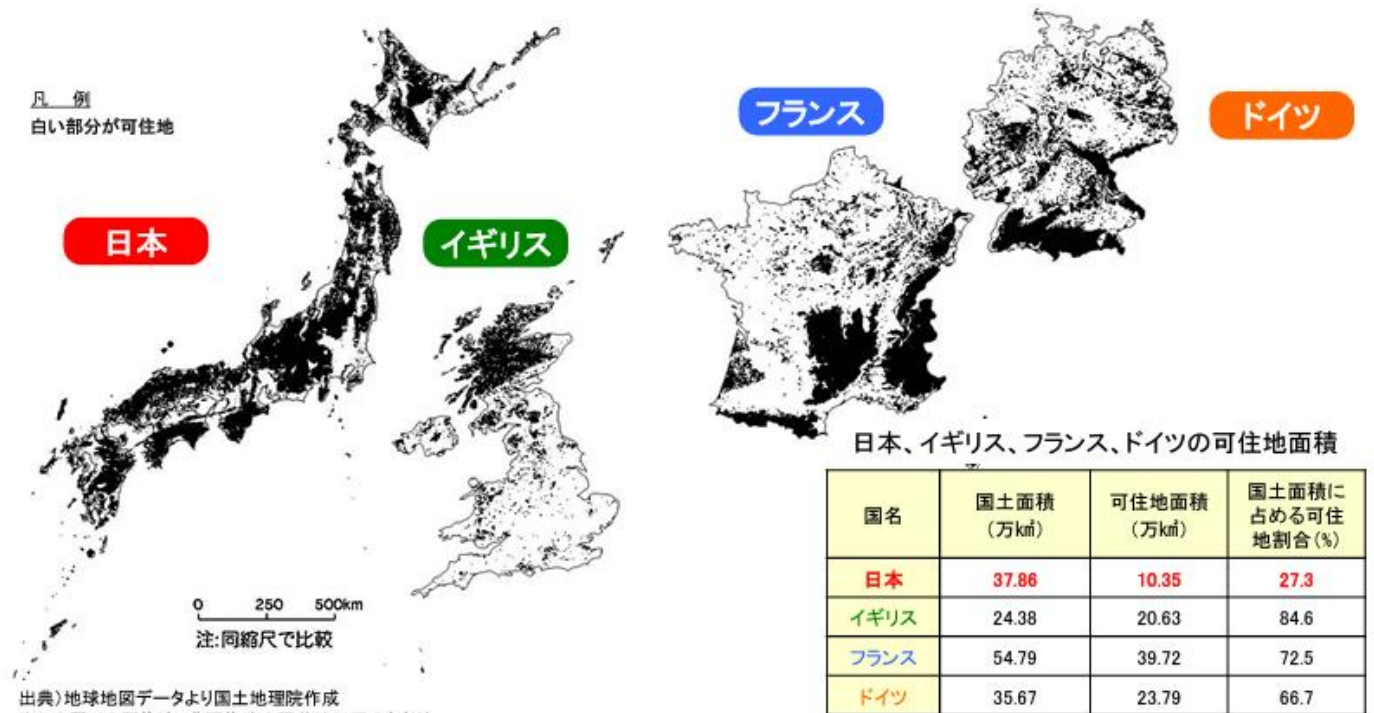 凡　例
白い部分が可住地
日本
イギリス
フランス
ドイツ
0 250 500km
注:同縮尺で比較
日本、イギリス、フランス、ドイツの可住地面積
国名
国土面積
(万k㎡)
可住地面積
(万k㎡)
国土面積に
占める可住
地割合(%)
日本 37.86 10.35 27.3
イギリス 24.38 20.63 84.6
フランス 54.79 39.72 72.5
ドイツ 35.67 23.79 66.7
出典)地球地図データより国土地理院作成